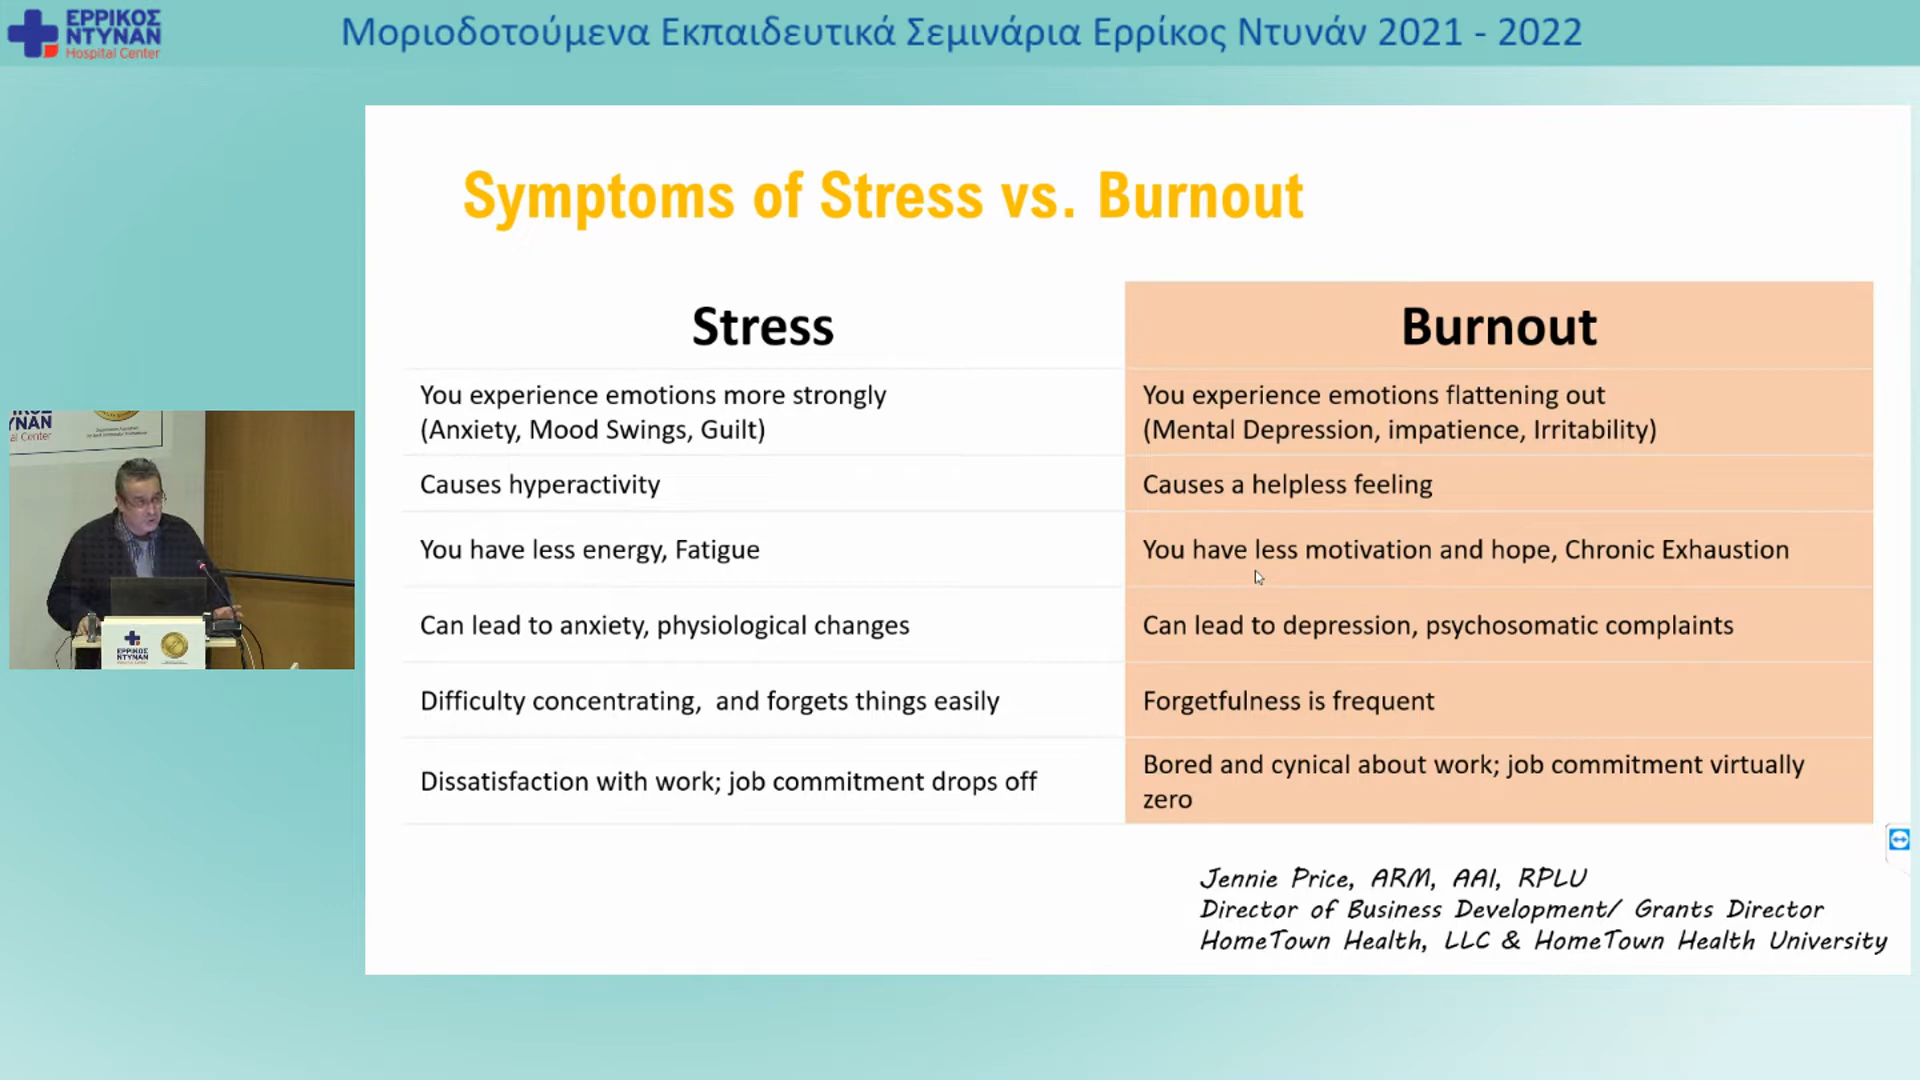 ΕΡΡΙΚΟΣ
ΝΤΥΝΑΝ
Hospital Center
Μοριοδοτούμενα Εκπαιδευτικά Σεμινάρια Ερρίκος Ντυνάν 2021 - 2022
Symptoms of Stress vs. Burnout
Stress
Burnout
You experience emotions more strongly
(Anxiety, Mood Swings, Guilt)
You experience emotions flattening out
(Mental Depression, impatience, Irritability)
Causes hyperactivity
Causes a helpless feeling
You have less energy, Fatigue
You have less motivation and hope, Chronic Exhaustion
Can lead to anxiety, physiological changes
Can lead to depression, psychosomatic complaints
Difficulty concentrating,  and forgets things easily
Forgetfulness is frequent
Dissatisfaction with work; job commitment drops off
Bored and cynical about work; job commitment virtually
zero
Jennie Price, ARM, AAI, RPLU
Director of Business Development/ Grants Director
HomeTown Health, LLC & HomeTown Health University
ΥΝΑΝ
al Center
ΕΡΡΙΚΟΣ
ΝΤΥΝΑΝ
Hospital Center